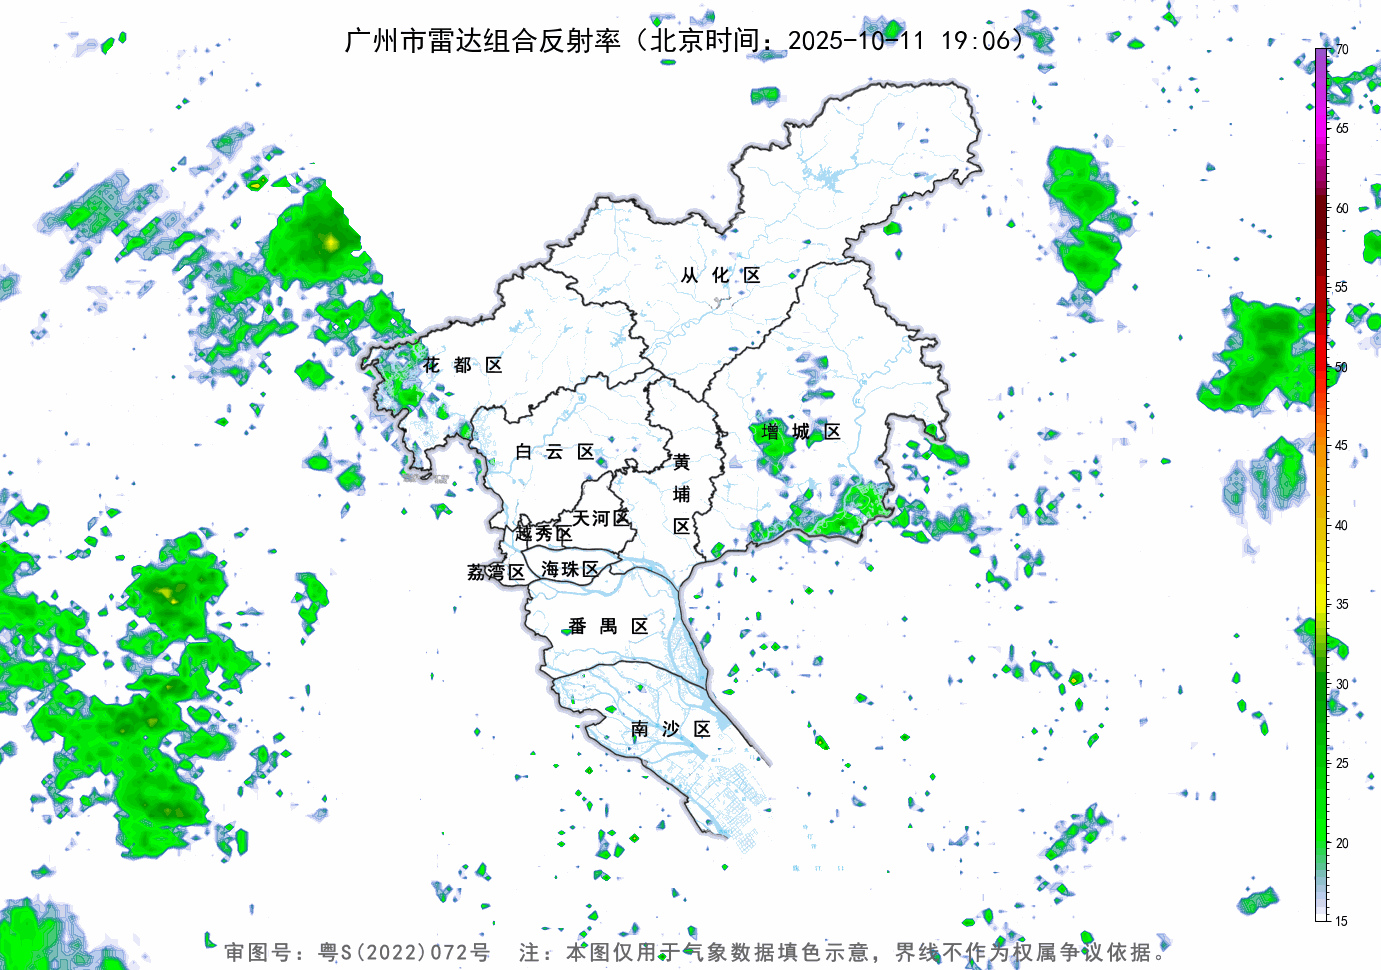 广州市雷达组合反射率（北京时间：2025-10-11 19:06）
70
65
60
55
50
45
40
35
30
25
20
15
从化区
花都区
增城区
白云区
黄埔区
天河区
越秀区
荔湾区
海珠区
番禺区
南沙区
审图号：粤S(2022)072号 注：本图仅用于气象数据填色示意，界线不作为权属争议依据。